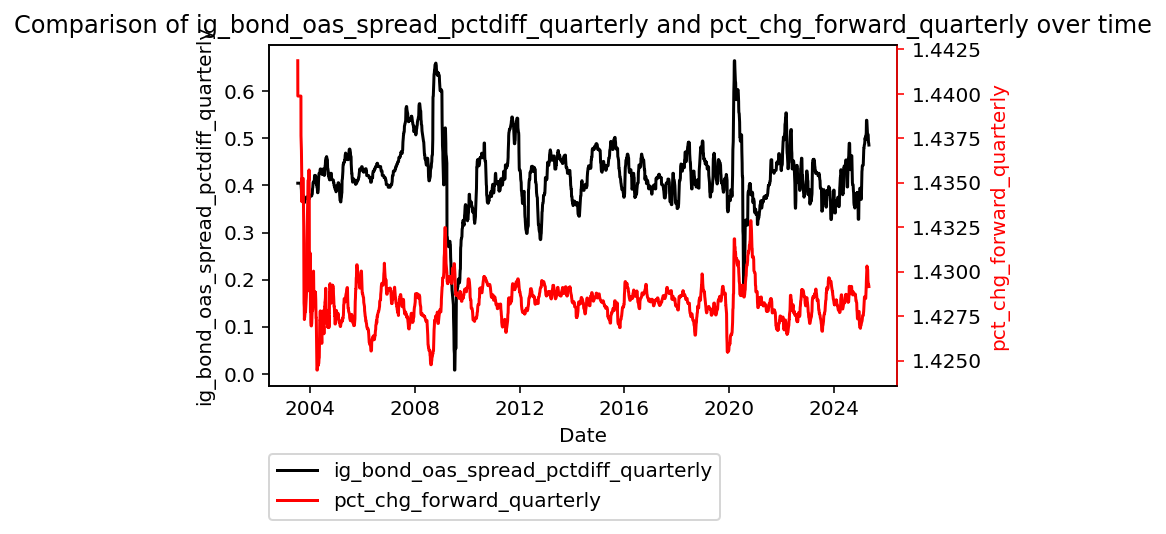 Comparison of ig_bond_oas_spread_pctdiff_quarterly and pct_chg_forward_quarterly over time
ig_bond_oas_spread_pctdiff_quarterly
0.6
0.5
0.4
0.3
0.2
0.1
0.0
1.4425
1.4400
1.4375
1.4350
1.4325
1.4300
1.4275
1.4250
pct_chg_forward_quarterly
2004 2008 2012 2016 2020 2024
Date
ig_bond_oas_spread_pctdiff_quarterly
pct_chg_forward_quarterly